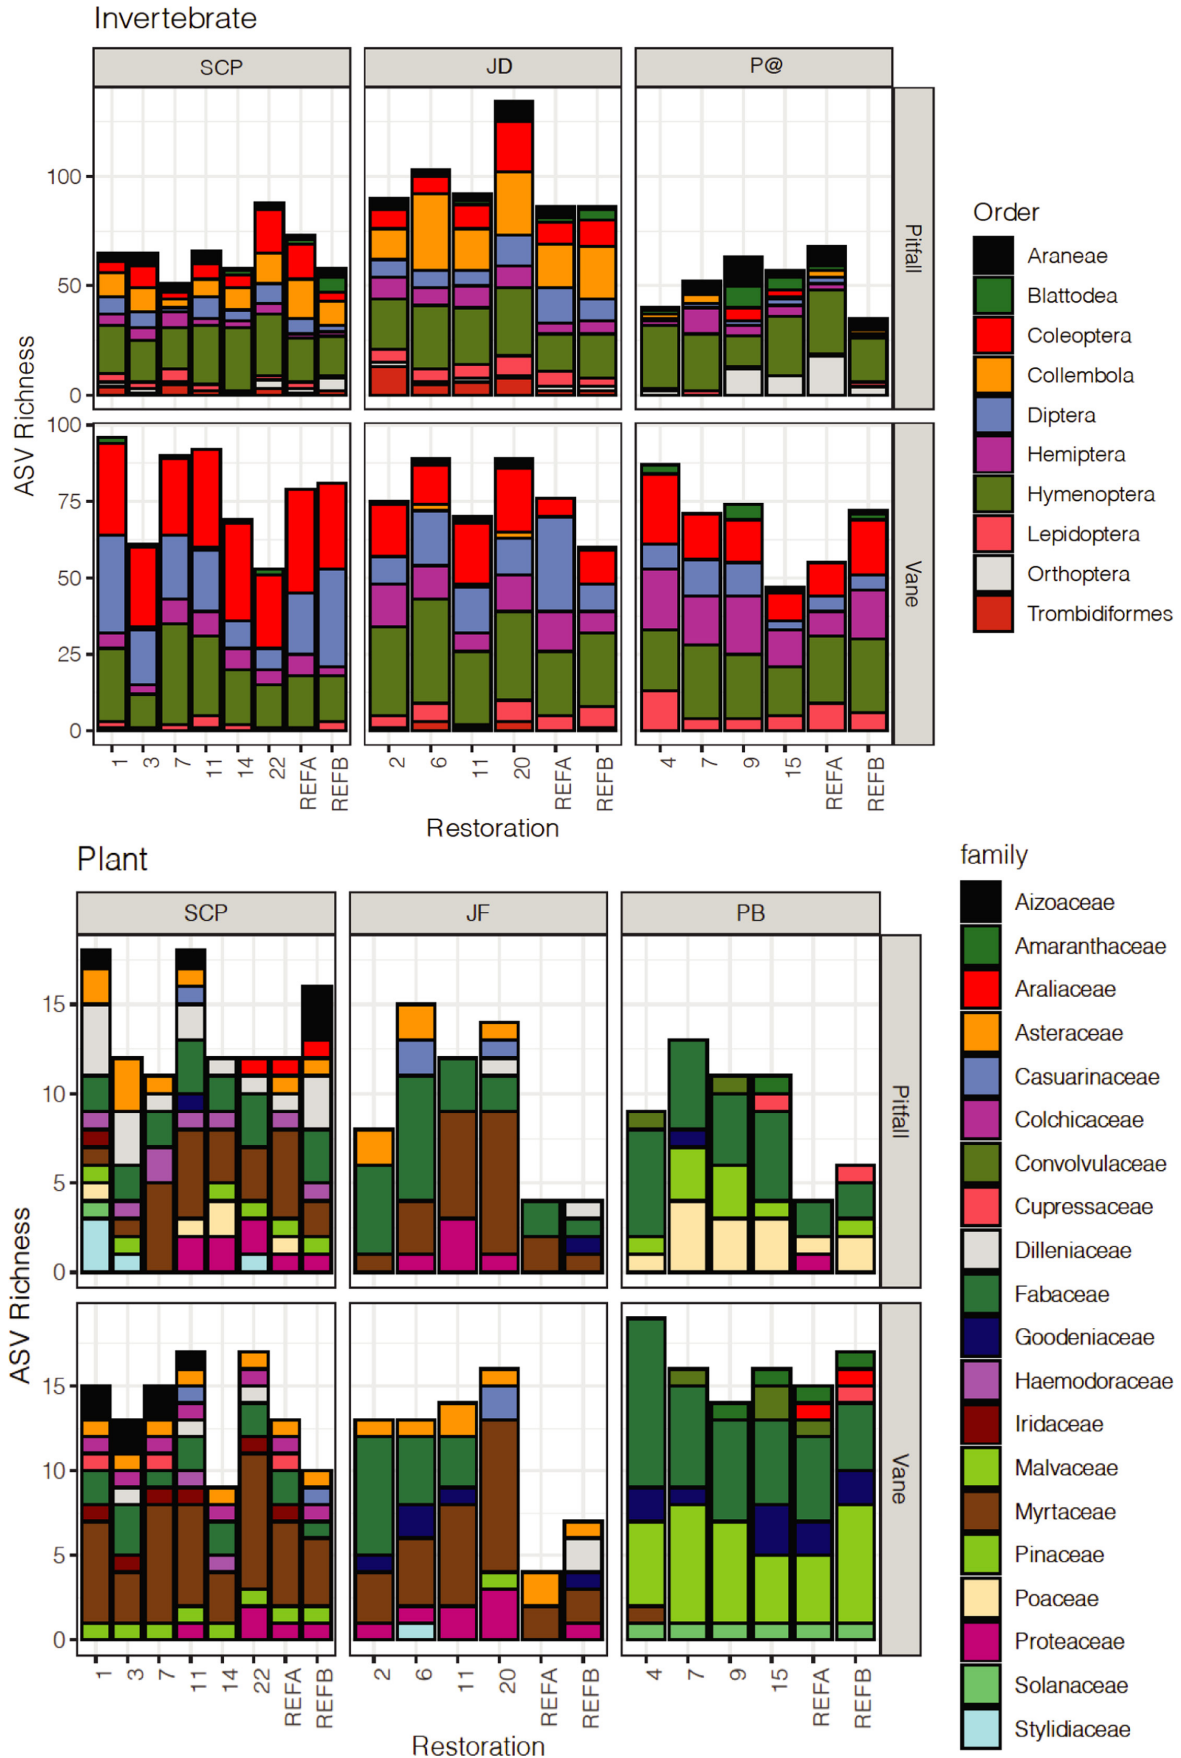 Invertebrate
SCP
JD
P@
100
50
0
Pitfall
100
75
50
25
0
Vane
ASV Richness
1
3
7
11
14
22
REFA
REFB
2
6
11
20
REFA
REFB
4
7
9
15
REFA
REFB
Restoration
Order
Araneae
Blattodea
Coleoptera
Collembola
Diptera
Hemiptera
Hymenoptera
Lepidoptera
Orthoptera
Trombidiformes
Plant
SCP
JF
PB
15
10
5
0
Pitfall
15
10
5
0
Vane
ASV Richness
1
3
7
11
14
22
REFA
REFB
2
6
11
20
REFA
REFB
4
7
9
15
REFA
REFB
Restoration
family
Aizoaceae
Amaranthaceae
Araliaceae
Asteraceae
Casuarinaceae
Colchicaceae
Convolvulaceae
Cupressaceae
Dilleniaceae
Fabaceae
Goodeniaceae
Haemodoraceae
Iridaceae
Malvaceae
Myrtaceae
Pinaceae
Poaceae
Proteaceae
Solanaceae
Stylidiaceae